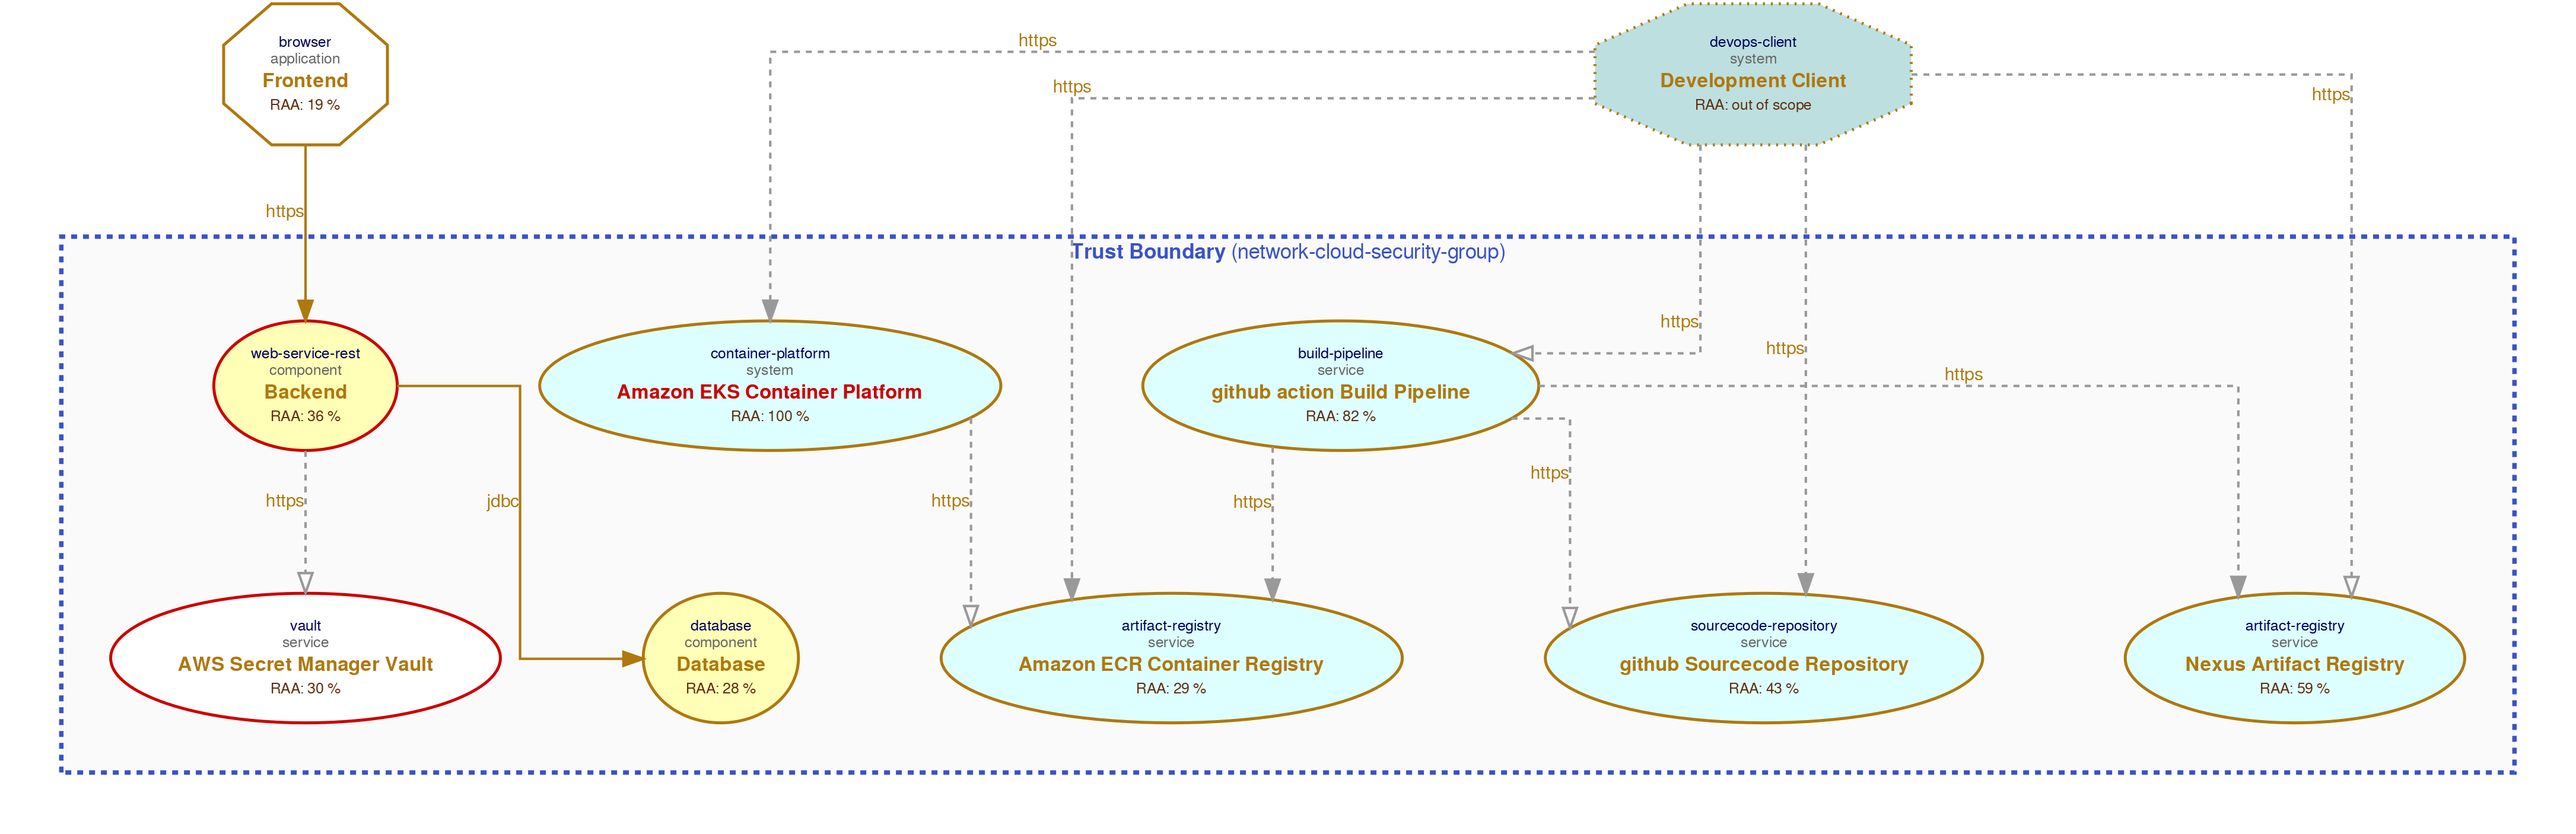 browser
application
Frontend
RAA: 19 %
https
https
devops-client
system
Development Client
RAA: out of scope
https
https
Trust Boundary (network-cloud-security-group)
https
https
web-service-rest
component
Backend
RAA: 36 %
container-platform
system
Amazon EKS Container Platform
RAA: 100 %
build-pipeline
service
github action Build Pipeline
RAA: 82 %
https
https
jdbc
https
https
https
vault
service
AWS Secret Manager Vault
RAA: 30 %
database
component
Database
RAA: 28 %
artifact-registry
service
Amazon ECR Container Registry
RAA: 29 %
sourcecode-repository
service
github Sourcecode Repository
RAA: 43 %
artifact-registry
service
Nexus Artifact Registry
RAA: 59 %